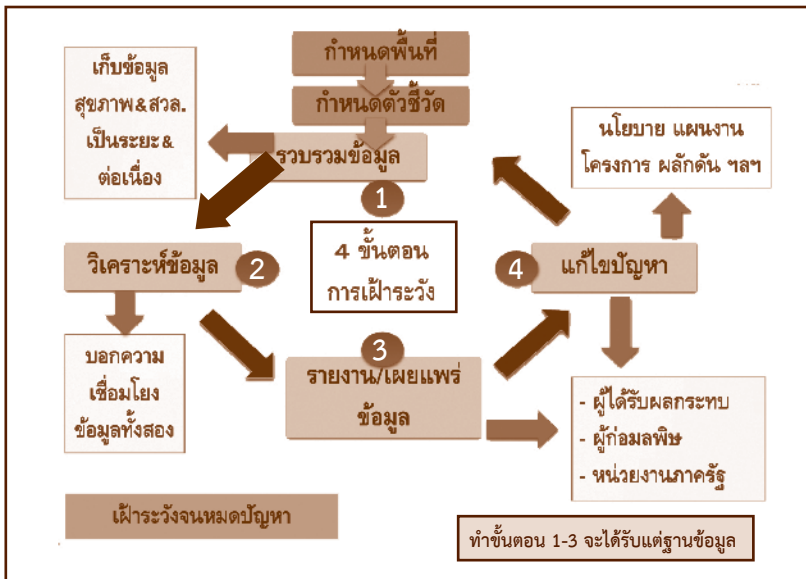 กำหนดพื้นที่
กำหนดตัวชี้วัด
รวบรวมข้อมูล
1
เก็บข้อมูล
สุขภาพ&สวล.
เป็นระยะ&
ต่อเนื่อง
นโยบาย แผนงาน
โครงการ ผลักดัน ฯลฯ
4 ขั้นตอน
การเฝ้าระวัง
วิเคราะห์ข้อมูล
2
4
แก้ไขปัญหา
บอกความ
เชื่อมโยง
ข้อมูลทั้งสอง
3
รายงาน/เผยแพร่
ข้อมูล
- ผู้ได้รับผลกระทบ
- ผู้ก่อมลพิษ
- หน่วยงานภาครัฐ
เฝ้าระวังจนหมดปัญหา
ทำขั้นตอน 1-3 จะได้รับแต่ฐานข้อมูล